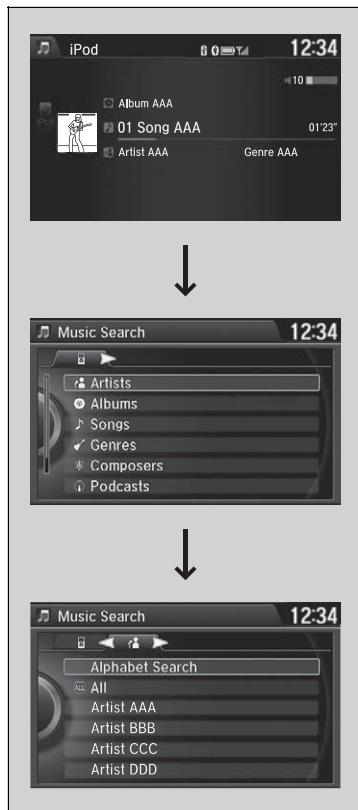 iPod 12:34
10
Album AAA
01 Song AAA 01'23"
Artist AAA Genre AAA
Music Search 12:34
Artists
Albums
Songs
Genres
Composers
Podcasts
Music Search 12:34
Alphabet Search
ALL All
Artist AAA
Artist BBB
Artist CCC
Artist DDD